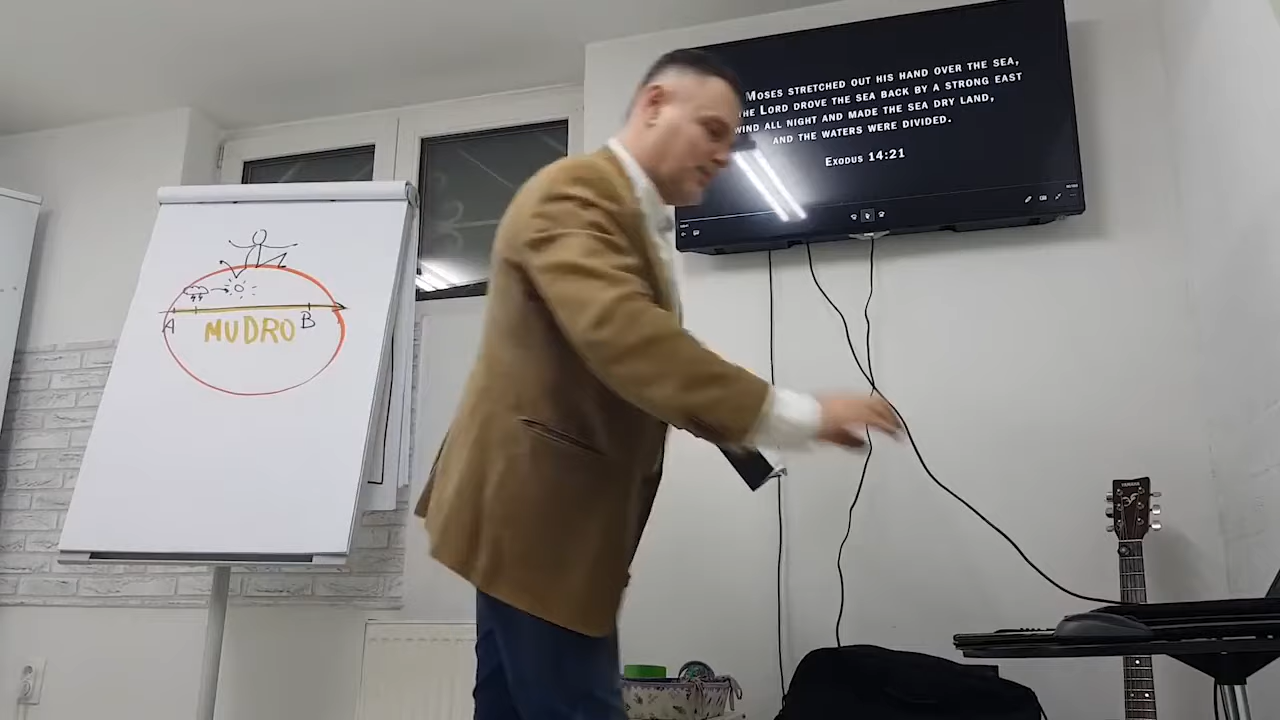 A
MUDRO
B
Moses stretched out his hand over the sea,
he Lord drove the sea back by a strong east
wind all night and made the sea dry land,
and the waters were divided.
Exodus 14:21
YAMAHA